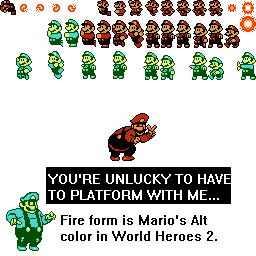 YOU'RE UNLUCKY TO HAVE
TO PLATFORM WITH ME...
Fire form is Mario's Alt
color in World Heroes 2.